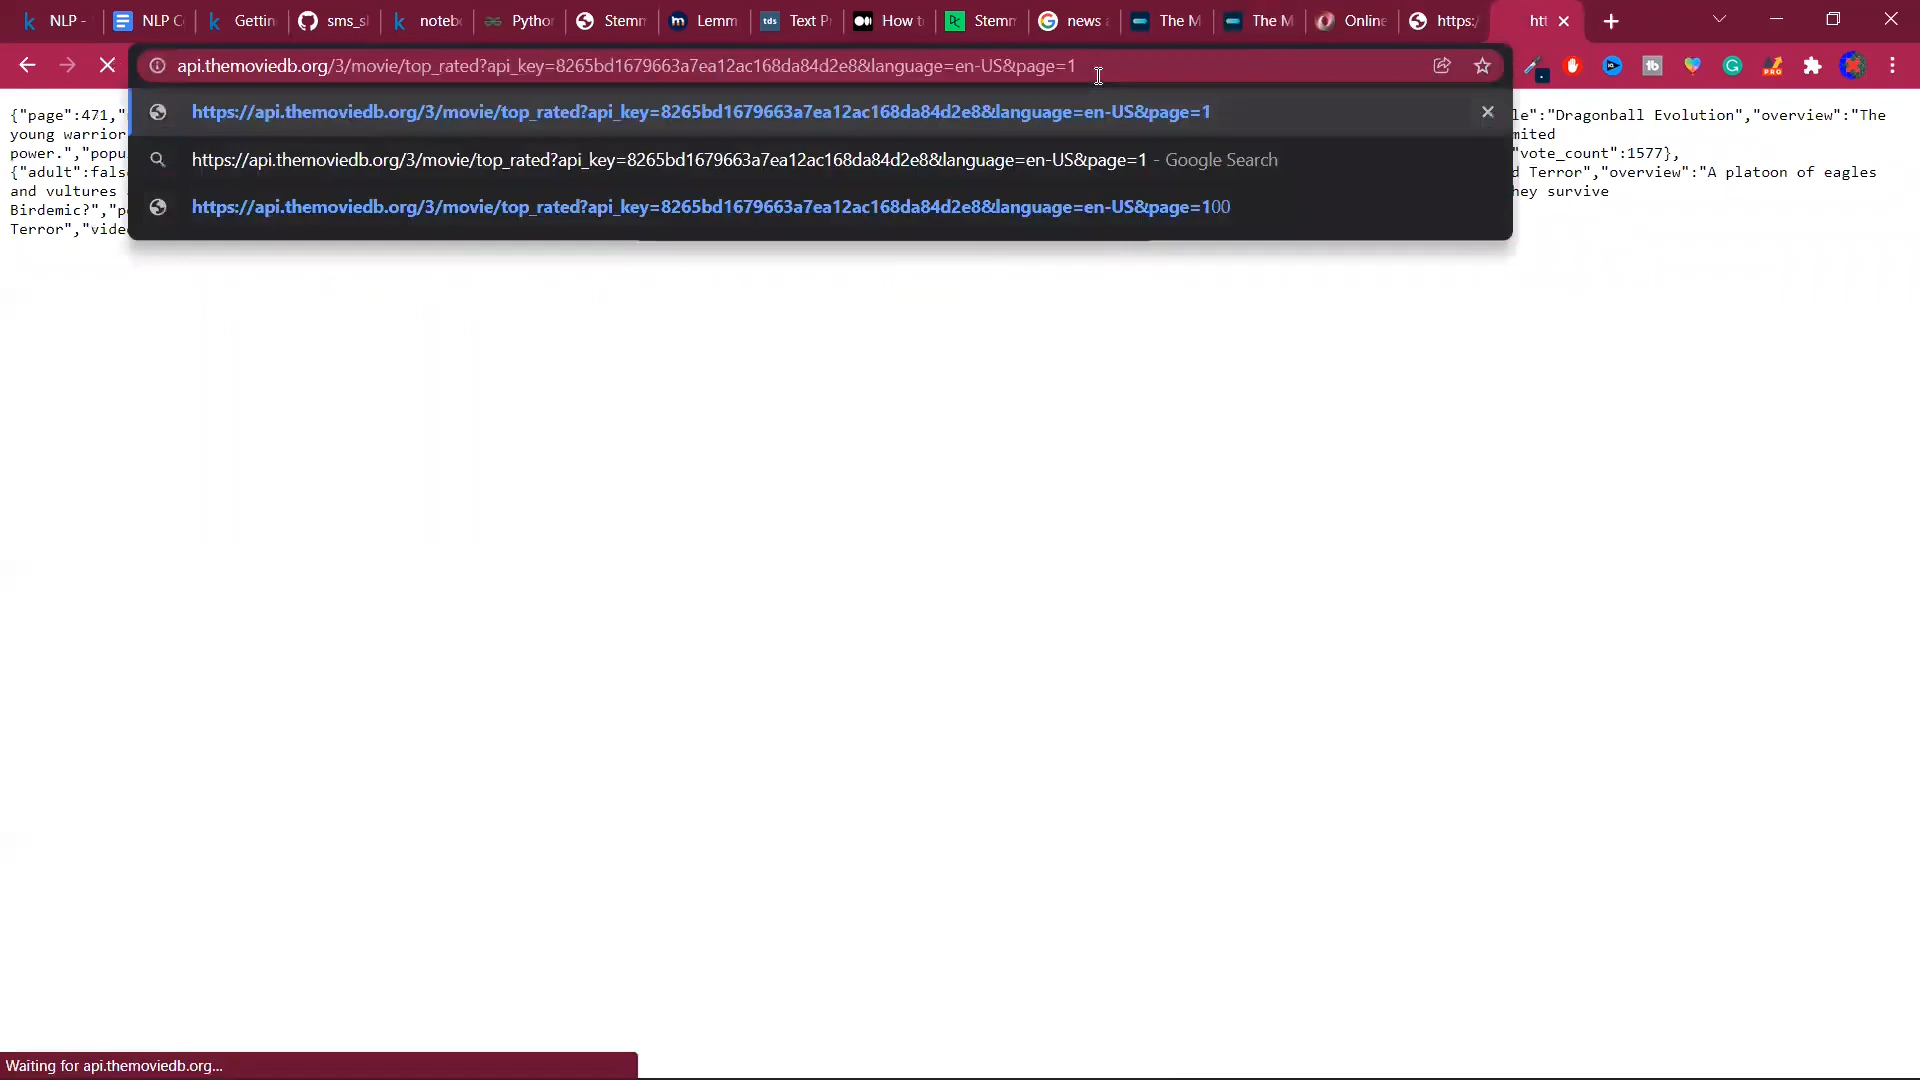 NLP -
NLP C
Gettin
sms_s
noteb
Pytho
Stemm
Lemm
Text P
How t
Stemm
news a
The M
The M
Online
https:/
htt
api.themoviedb.org/3/movie/top_rated?api_key=8265bd1679663a7ea12ac168da84d2e8&language=en-US&page=1
https://api.themoviedb.org/3/movie/top_rated?api_key=8265bd1679663a7ea12ac168da84d2e8&language=en-US&page=1
https://api.themoviedb.org/3/movie/top_rated?api_key=8265bd1679663a7ea12ac168da84d2e8&language=en-US&page=1 - Google Search
https://api.themoviedb.org/3/movie/top_rated?api_key=8265bd1679663a7ea12ac168da84d2e8&language=en-US&page=100
{"page":471," le":"Dragonball Evolution","overview":"The
young warrior mited
power.","popu "vote_count":1577},
{"adult":false d Terror","overview":"A platoon of eagles
and vultures hey survive
Birdemic?","p
Terror","vide
Waiting for api.themoviedb.org...